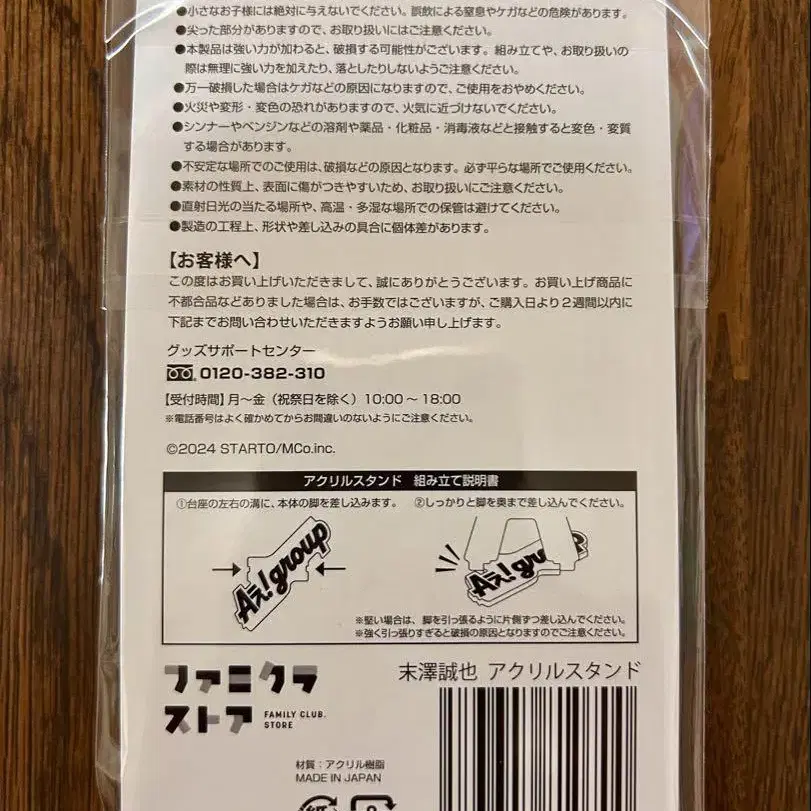 ●小さなお子様には絶対に与えないでください。誤飲による窒息やケガなどの危険があります。
●尖った部分がありますので、お取り扱いにはご注意ください。
●本製品は強い力が加わると、破損する可能性がございます。組み立てや、お取り扱いの
際は無理に強い力を加えたり、落としたりしないようご注意ください。
●万一破損した場合はケガなどの原因になりますので、ご使用をおやめください。
●火災や変形・変色の恐れがありますので、火気に近づけないでください。
●シンナーやベンジンなどの溶剤や薬品・化粧品・消毒液などと接触すると変色・変質
する場合があります。
●不安定な場所でのご使用は、破損などの原因となります。必ず平らな場所でご使用ください。
●素材の性質上、表面に傷がつきやすいため、お取り扱いにご注意ください。
●直射日光の当たる場所や、高温・多湿な場所での保管は避けてください。
●製造の工程上、形状や差し込みの具合に個体差があります。
【お客様へ】
この度はお買い上げいただきまして、誠にありがとうございます。お買い上げ商品に
不都合品などありました場合は、お手数ではございますが、ご購入日より2週間以内に
下記までお問い合わせいただきますようお願い申し上げます。
グッズサポートセンター
0120-382-310
【受付時間】月〜金（祝祭日を除く）10:00〜18:00
※電話番号はよく確かめてからお間違いのないようにご注意ください。
©2024 STARTO/MCo.inc.
アクリルスタンド 組み立て説明書
①台座の左右の溝に、本体の脚を差し込みます。 ②しっかりと脚を奥まで差し込んでください。
Aぇ! group
Aぇ! group
※堅い場合は、脚を引っ張るように片側ずつ差し込んでください。
※強く引っ張りすぎると破損の原因となりますのでご注意ください。
ファミクラ
ストア
FAMILY CLUB.
STORE
末澤誠也 アクリルスタンド
材質：アクリル樹脂
MADE IN JAPAN